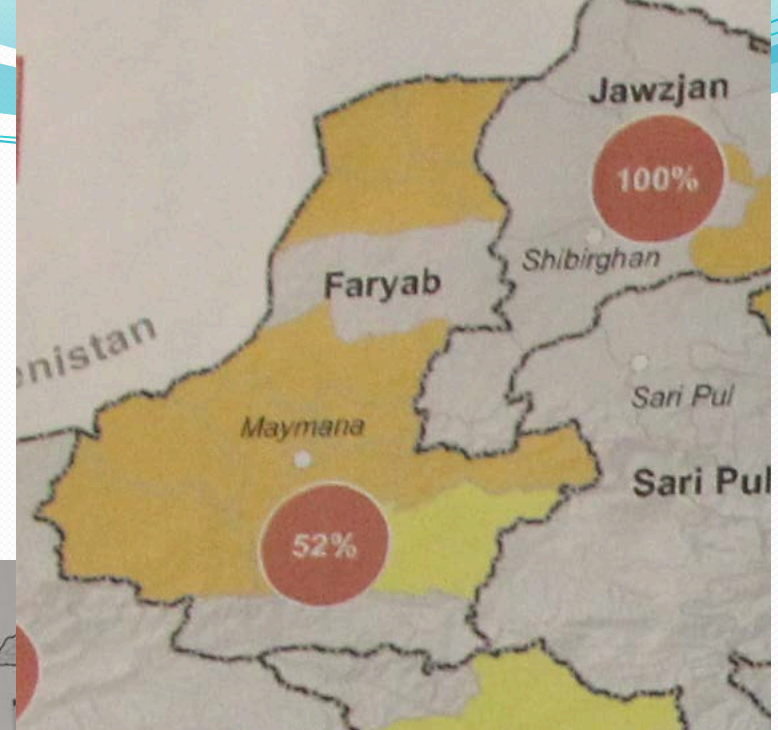 Jawzjan
100%
Shibirghan
Faryab
enistan
Sari Pul
Maymana
Sari Pul
52%